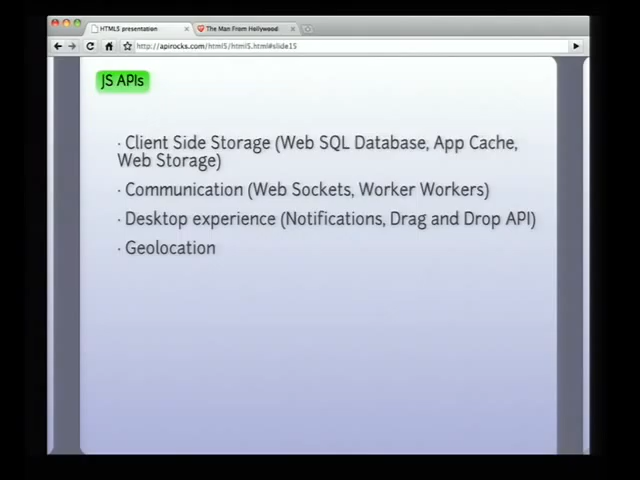 HTML5 presentation
The Man From Hollywood
http://apirocks.com/html5/html5.html#slide15
JS APIs
· Client Side Storage (Web SQL Database, App Cache,
Web Storage)
· Communication (Web Sockets, Worker Workers)
· Desktop experience (Notifications, Drag and Drop API)
· Geolocation